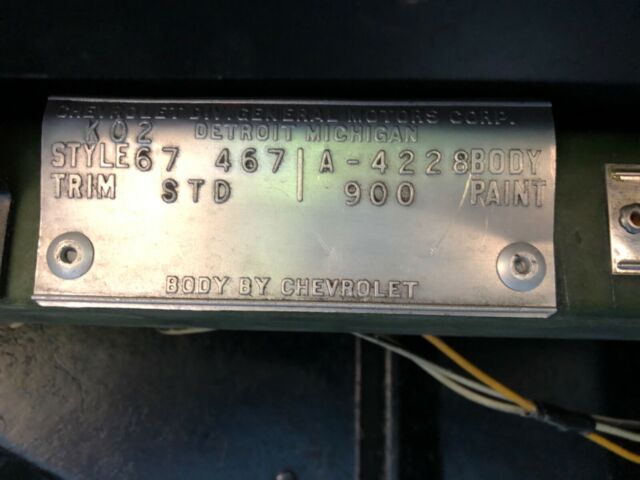 CHEVROLET DIV. GENERAL MOTORS CORP.
K02 DETROIT MICHIGAN
STYLE 67 467 | A-4228 BODY
TRIM STD | 900 PAINT
BODY BY CHEVROLET